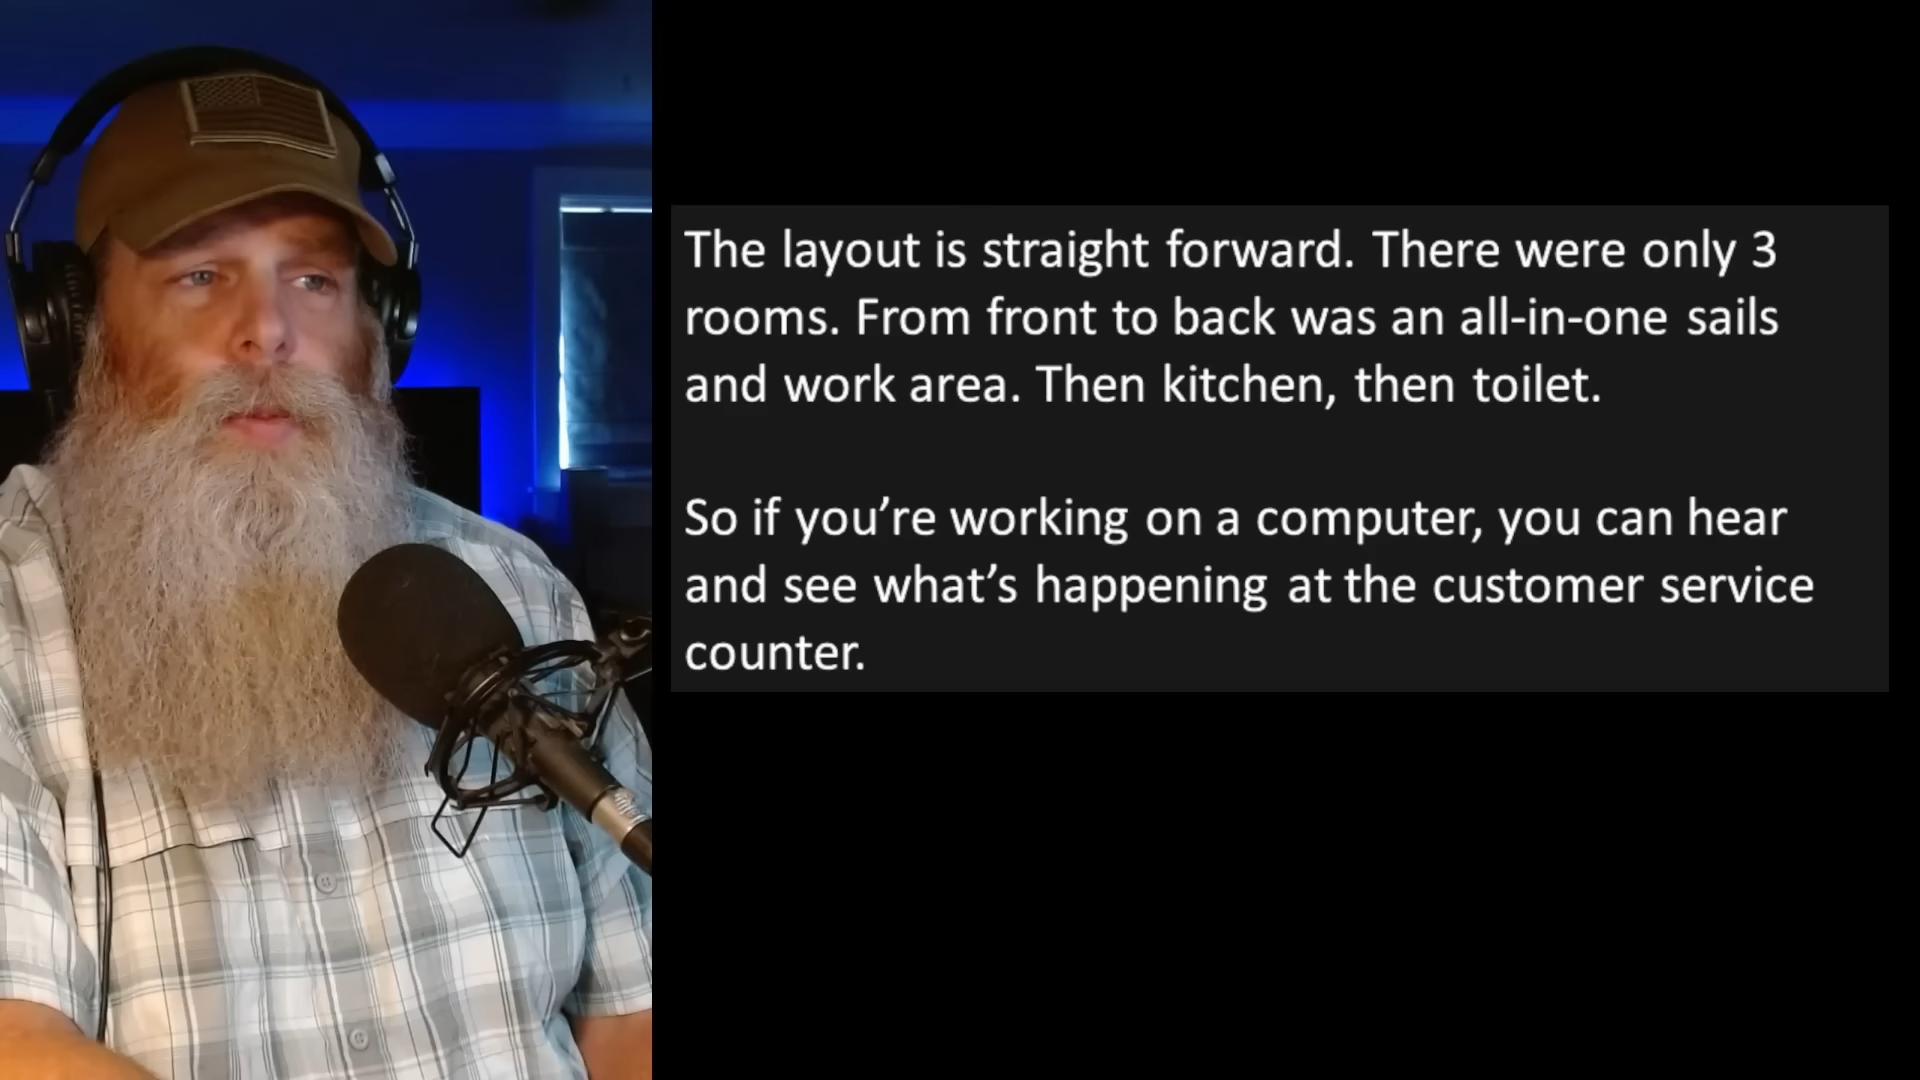 The layout is straight forward. There were only 3
rooms. From front to back was an all-in-one sails
and work area. Then kitchen, then toilet.
So if you’re working on a computer, you can hear
and see what’s happening at the customer service
counter.